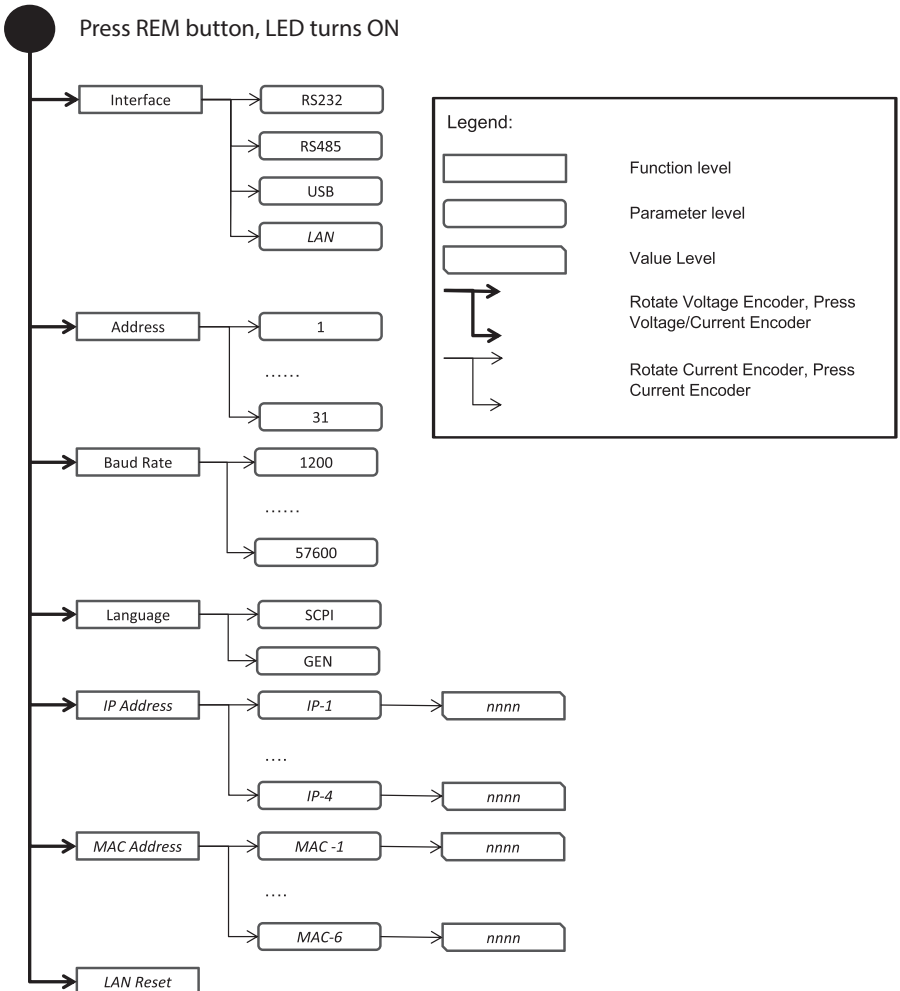 Press REM button, LED turns ON
Interface
RS232
RS485
USB
LAN
Address
1
......
31
Baud Rate
1200
......
57600
Language
SCPI
GEN
IP Address
IP-1
nnnn
....
IP-4
nnnn
MAC Address
MAC -1
nnnn
....
MAC-6
nnnn
LAN Reset
Legend:
Function level
Parameter level
Value Level
Rotate Voltage Encoder, Press
Voltage/Current Encoder
Rotate Current Encoder, Press
Current Encoder